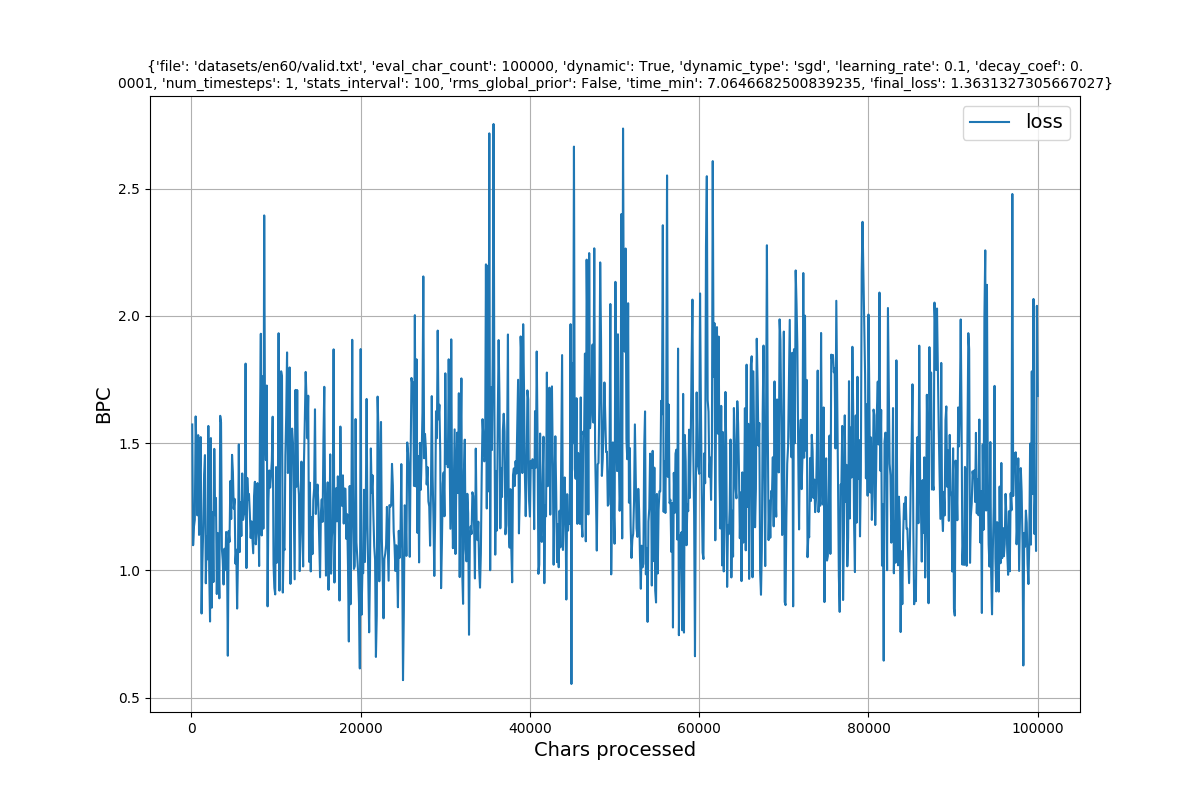 {'file': 'datasets/en60/valid.txt', 'eval_char_count': 100000, 'dynamic': True, 'dynamic_type': 'sgd', 'learning_rate': 0.1, 'decay_coef': 0.
0001, 'num_timesteps': 1, 'stats_interval': 100, 'rms_global_prior': False, 'time_min': 7.0646682500839235, 'final_loss': 1.3631327305667027}
loss
2.5
2.0
1.5
1.0
0.5
BPC
0 20000 40000 60000 80000 100000
Chars processed